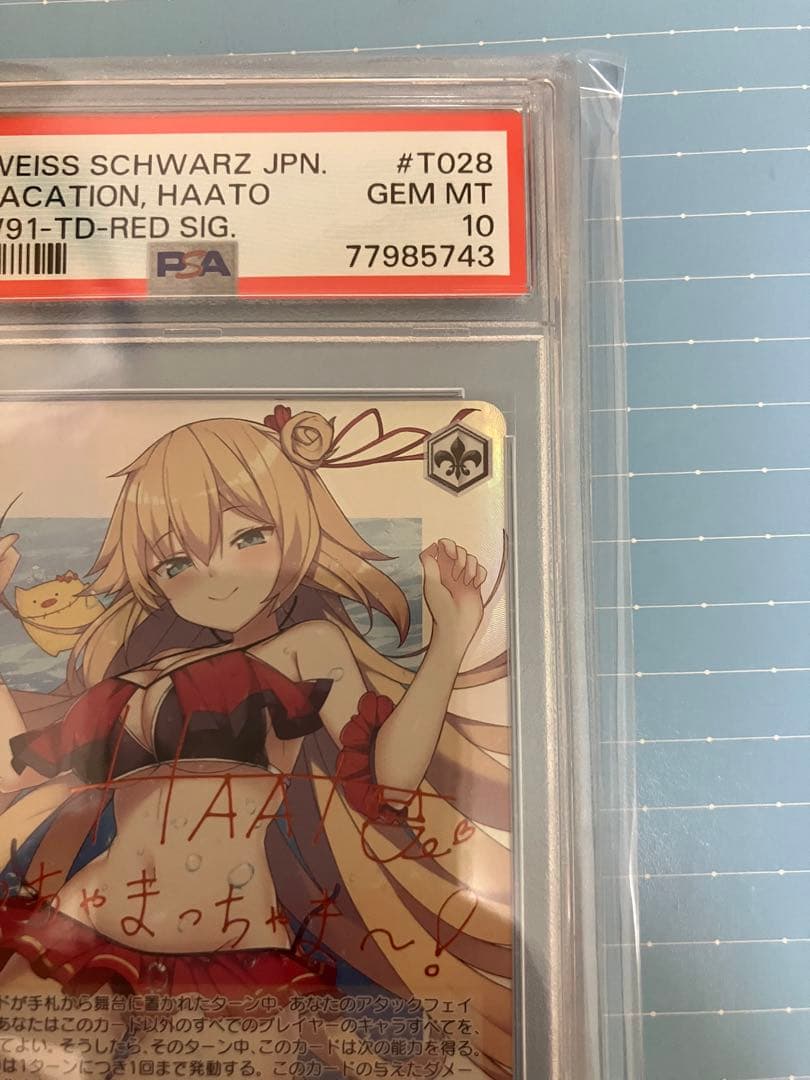 WEISS SCHWARZ JPN. #T028
ACATION, HAATO GEM MT
/91-TD-RED SIG. 10
PSA 77985743
HAATO
ちゃまっちゃま～!
ドが手札から舞台に置かれたターン中、あなたのアタックフェイ
あなたはこのカード以外のすべてのプレイヤーのキャラすべてを、
てよい。そうしたら、そのターン中、このカードは次の能力を得る。
は1ターンにつき1回まで発動する。このカードの与えたダメー